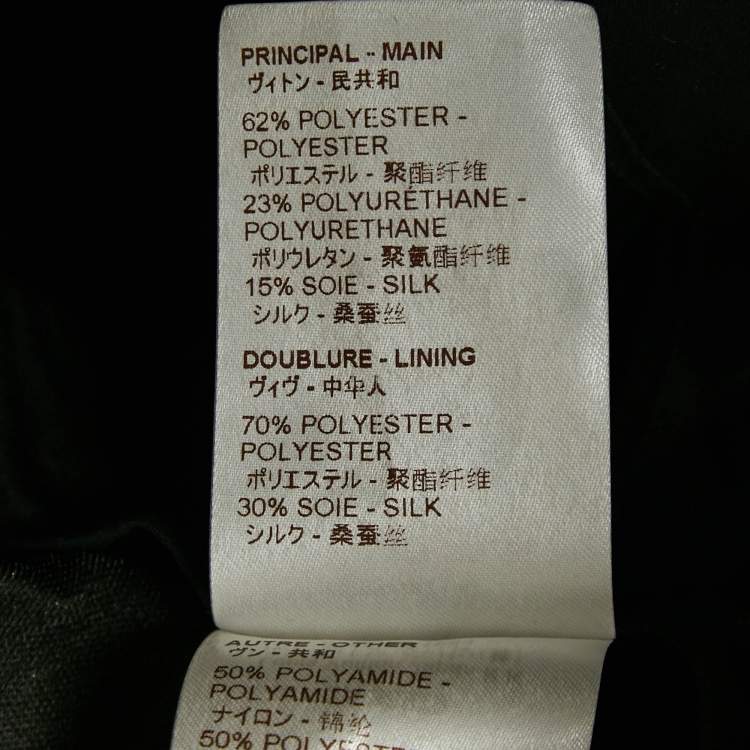 PRINCIPAL - MAIN
ヴィトン - 民共和
62% POLYESTER -
POLYESTER
ポリエステル - 聚酯纤维
23% POLYURÉTHANE -
POLYURETHANE
ポリウレタン - 聚氨酯纤维
15% SOIE - SILK
シルク - 桑蚕丝
DOUBLURE - LINING
ヴィヴ - 中华人
70% POLYESTER -
POLYESTER
ポリエステル - 聚酯纤维
30% SOIE - SILK
シルク - 桑蚕丝
AUTRE - OTHER
ヴン - 共和
50% POLYAMIDE -
POLYAMIDE
ナイロン - 锦纶
50% POLYESTER